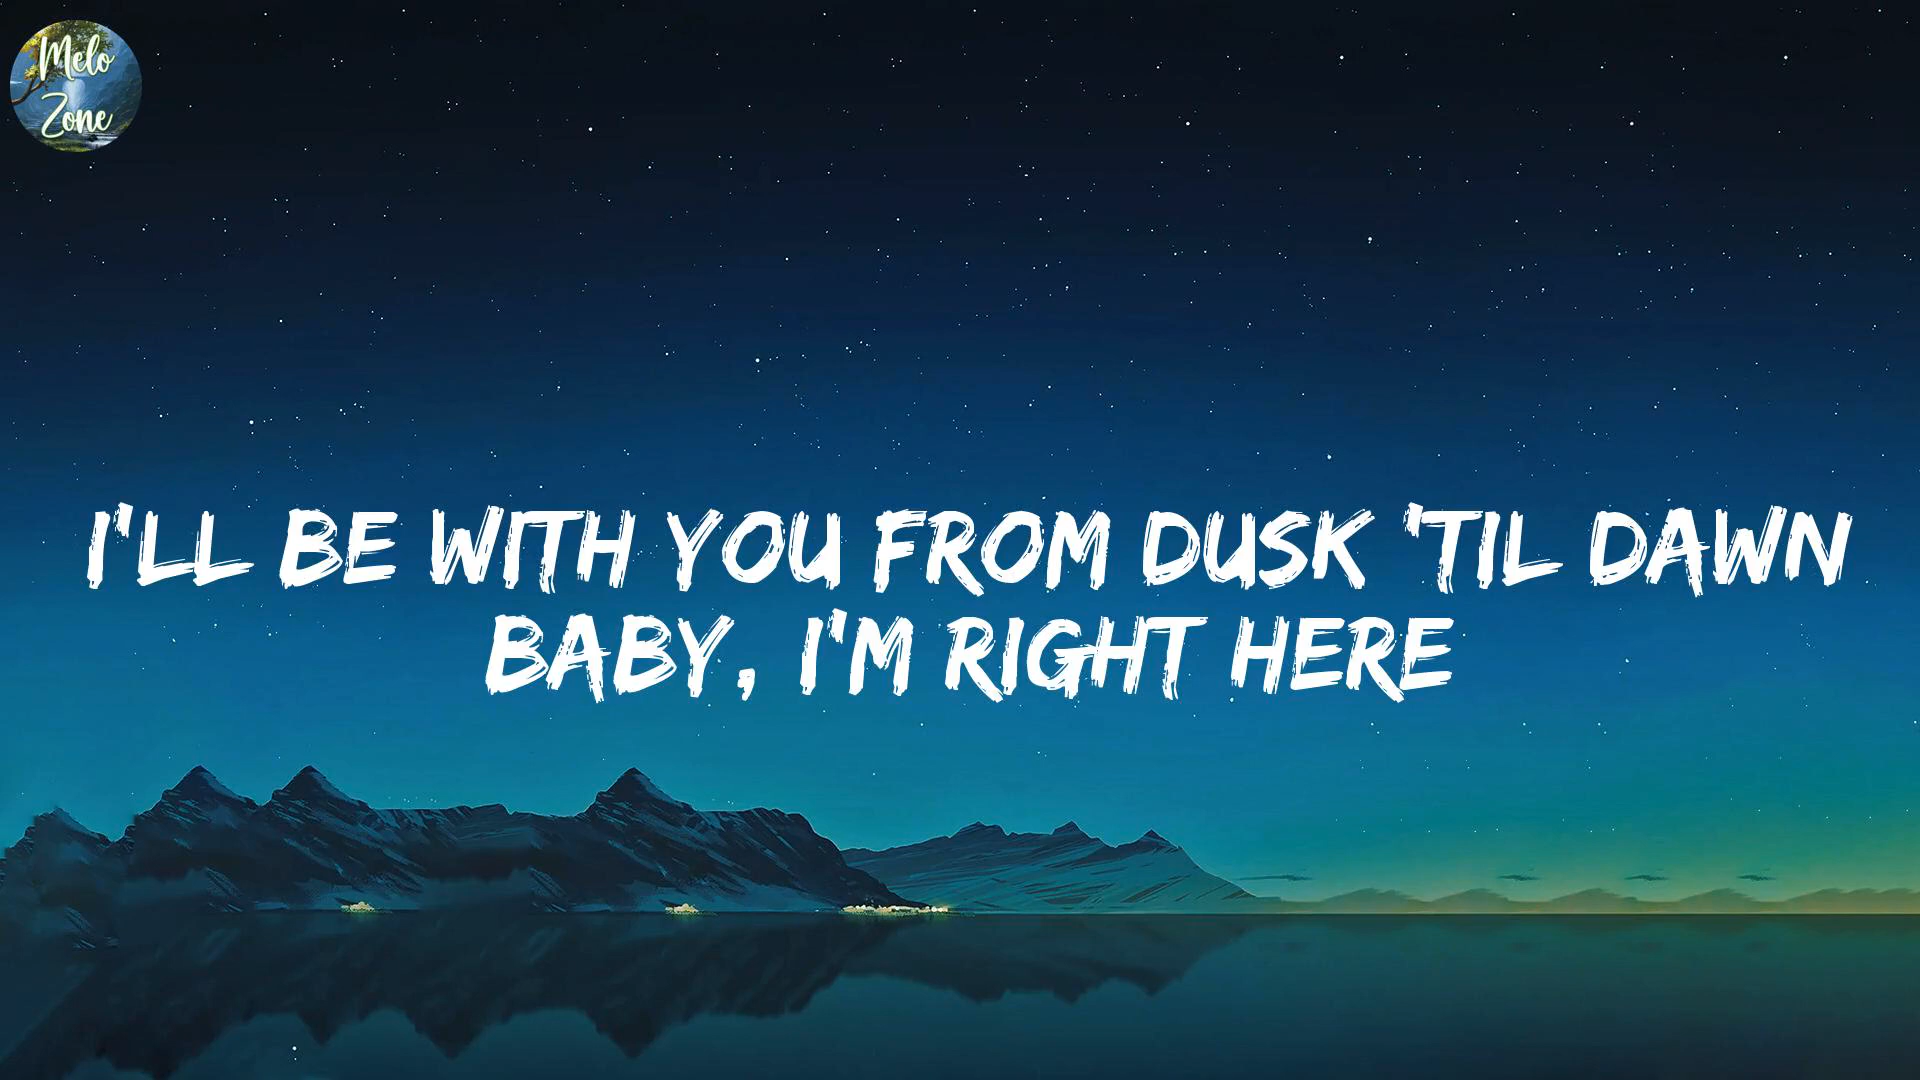 Melo
Zone
I'LL BE WITH YOU FROM DUSK 'TIL DAWN
BABY, I'M RIGHT HERE